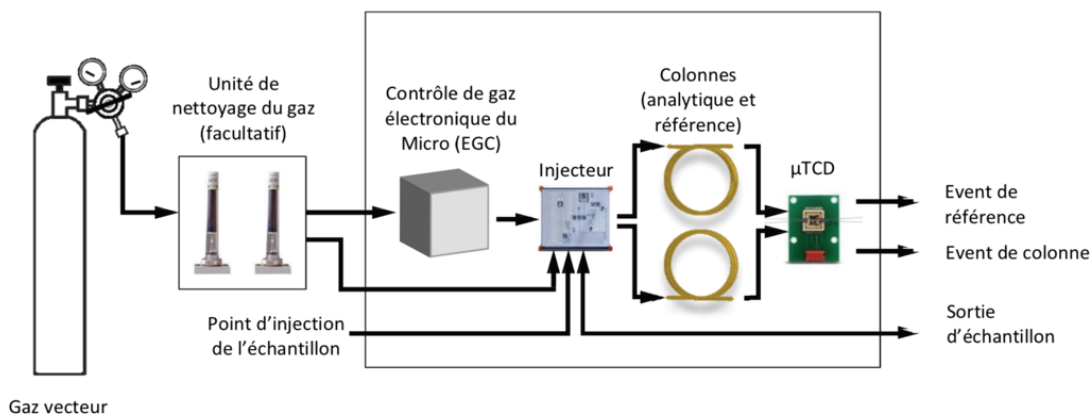 Unité de
nettoyage du gaz
(facultatif)
Contrôle de gaz
électronique du
Micro (EGC)
Injecteur
Colonnes
(analytique et
référence)
μTCD
Event de
référence
Event de colonne
Sortie
d’échantillon
Point d’injection
de l’échantillon
Gaz vecteur